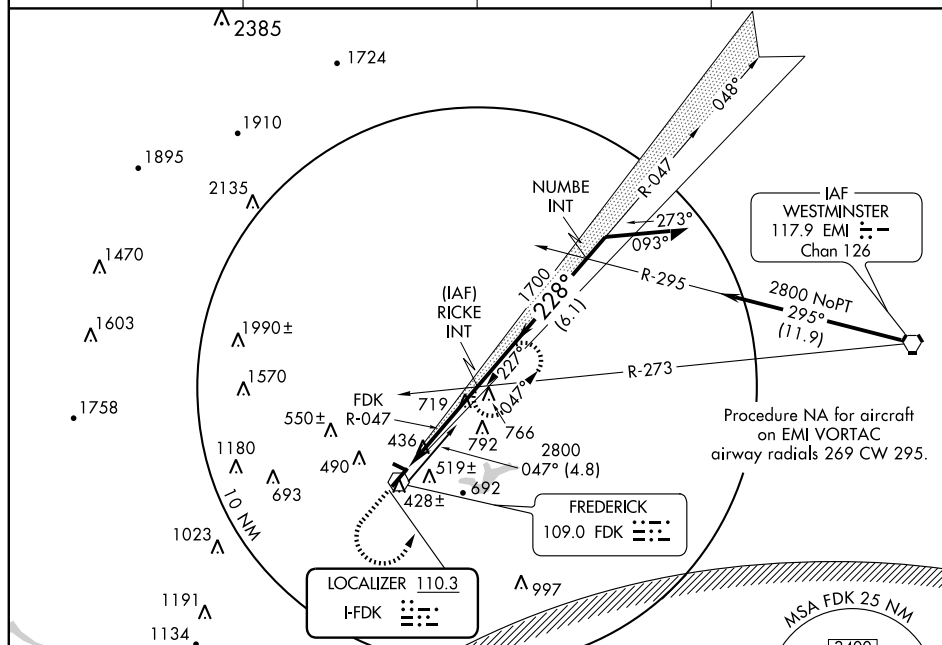 2385
1724
1910
1895
2135
1470
1603
1990±
1570
1758
550±
1180
490
693
1023
1191
1134
10 NM
048°
R-047
NUMBE
INT
273°
093°
IAF
WESTMINSTER
117.9 EMI
Chan 126
R-295
2800 NoPT
295°
(11.9)
1700
228°
(6.1)
(IAF)
RICKE
INT
R-273
227°
047°
FDK
R-047
719
436
792
766
2800
047° (4.8)
519±
692
428±
Procedure NA for aircraft
on EMI VORTAC
airway radials 269 CW 295.
FREDERICK
109.0 FDK
LOCALIZER 110.3
I-FDK
997
MSA FDK 25 NM